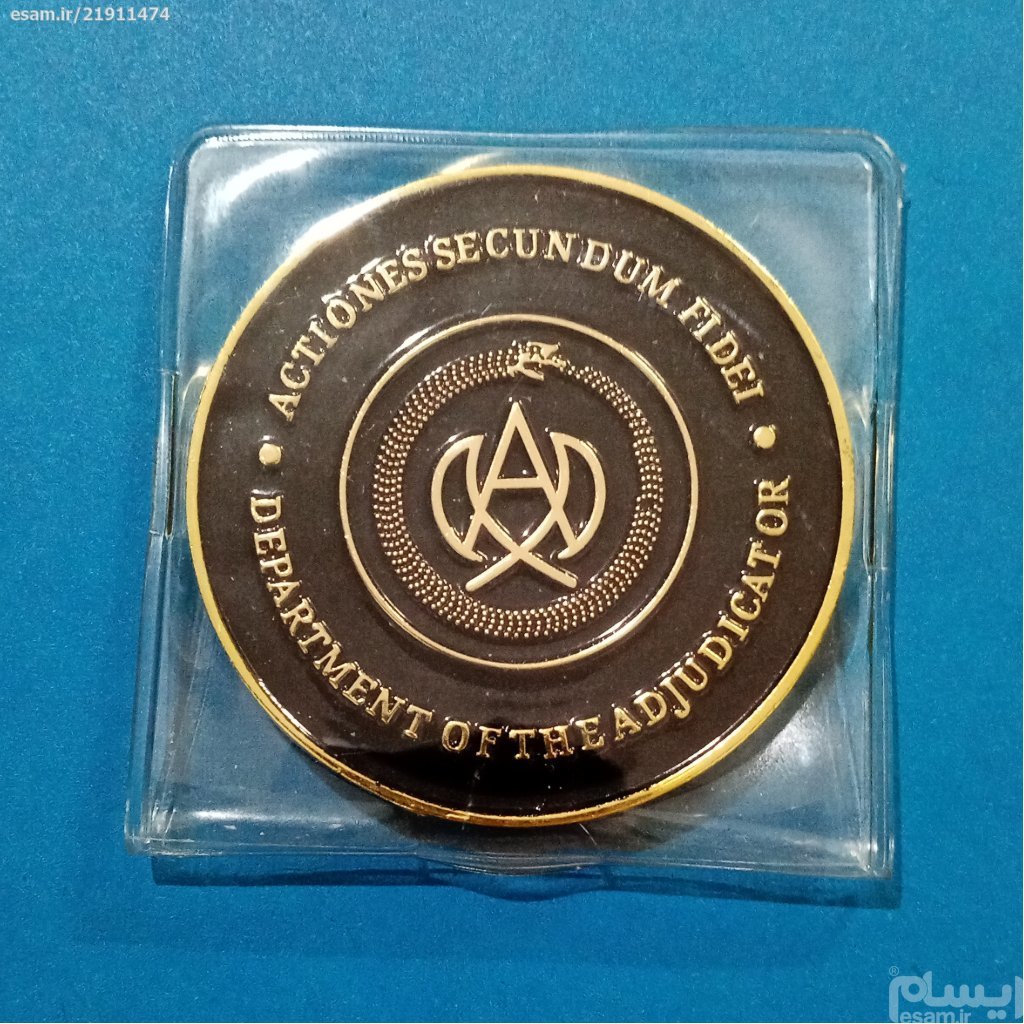 esam.ir/21911474
ACTIONES SECUNDUM FIDEI
DEPARTMENT OF THE ADJUDICATOR
ایسام®
esam.ir